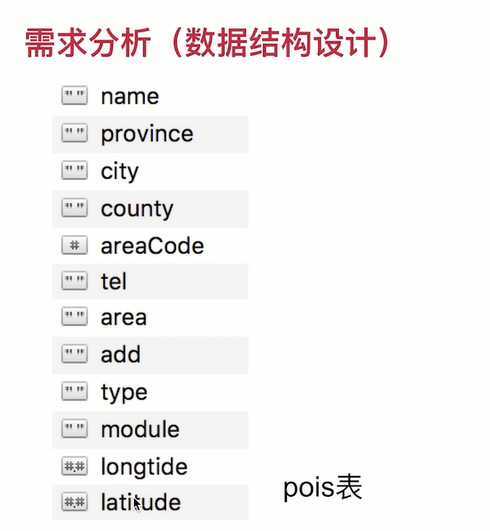 需求分析（数据结构设计）
"" name
"" province
"" city
"" county
# areaCode
"" tel
"" area
"" add
"" type
"" module
#.# longtide
#.# latitude
pois表